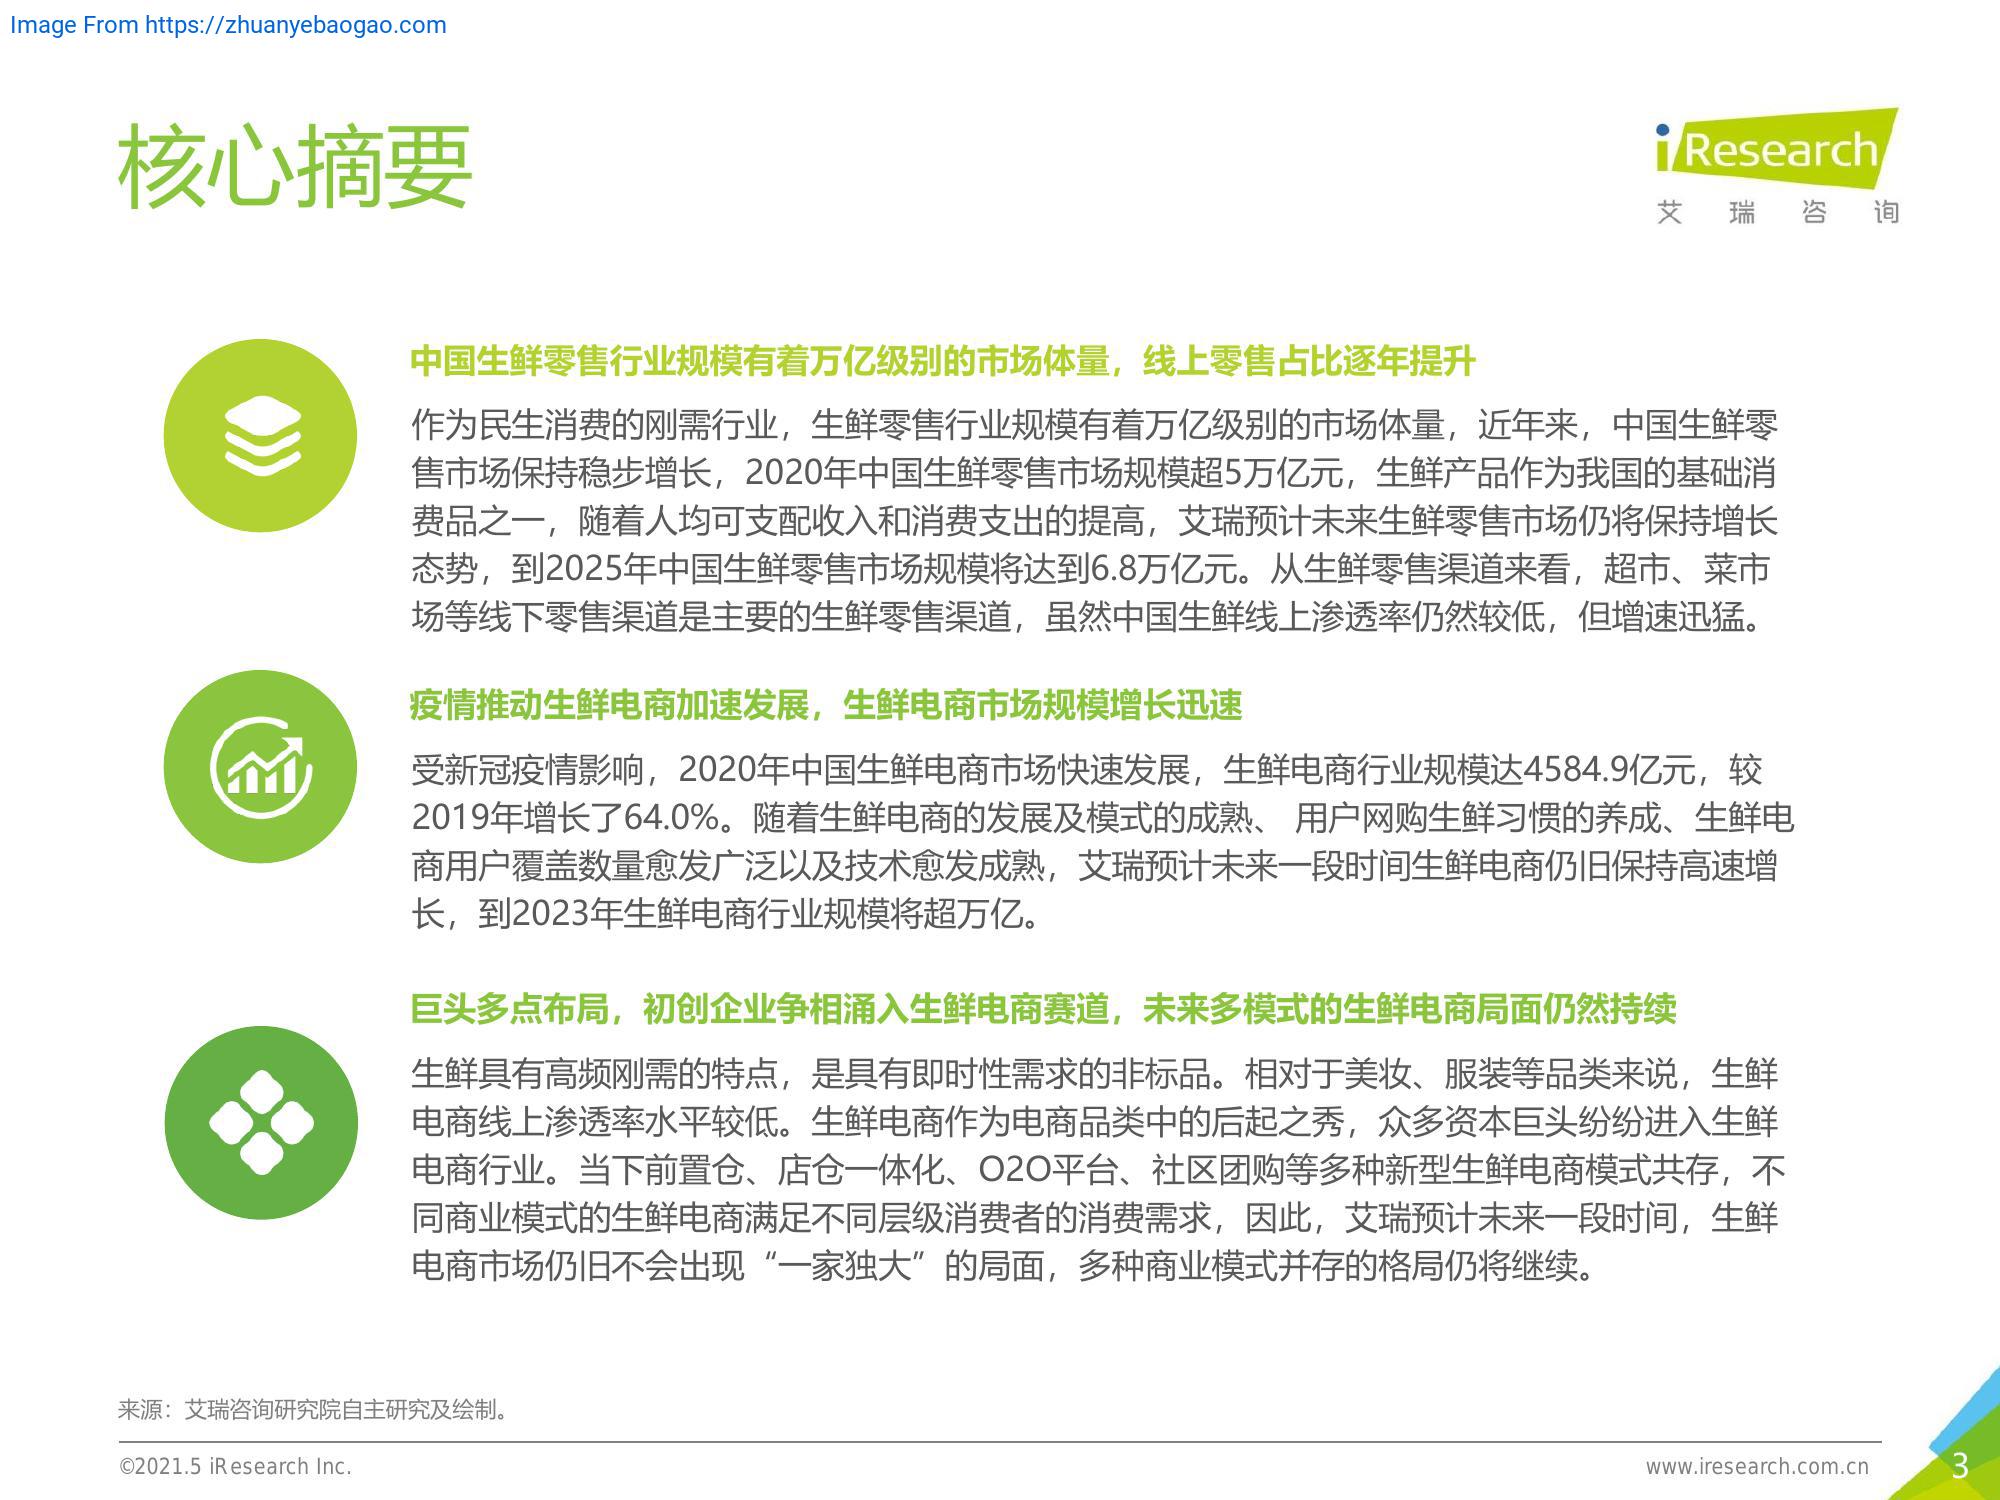 Image From https://zhuanyebaogao.com
核心摘要
iResearch
艾瑞咨询
中国生鲜零售行业规模有着万亿级别的市场体量，线上零售占比逐年提升
作为民生消费的刚需行业，生鲜零售行业规模有着万亿级别的市场体量，近年来，中国生鲜零
售市场保持稳步增长，2020年中国生鲜零售市场规模超5万亿元，生鲜产品作为我国的基础消
费品之一，随着人均可支配收入和消费支出的提高，艾瑞预计未来生鲜零售市场仍将保持增长
态势，到2025年中国生鲜零售市场规模将达到6.8万亿元。从生鲜零售渠道来看，超市、菜市
场等线下零售渠道是主要的生鲜零售渠道，虽然中国生鲜线上渗透率仍然较低，但增速迅猛。
疫情推动生鲜电商加速发展，生鲜电商市场规模增长迅速
受新冠疫情影响，2020年中国生鲜电商市场快速发展，生鲜电商行业规模达4584.9亿元，较
2019年增长了64.0%。随着生鲜电商的发展及模式的成熟、 用户网购生鲜习惯的养成、生鲜电
商用户覆盖数量愈发广泛以及技术愈发成熟，艾瑞预计未来一段时间生鲜电商仍旧保持高速增
长，到2023年生鲜电商行业规模将超万亿。
巨头多点布局，初创企业争相涌入生鲜电商赛道，未来多模式的生鲜电商局面仍然持续
生鲜具有高频刚需的特点，是具有即时性需求的非标品。相对于美妆、服装等品类来说，生鲜
电商线上渗透率水平较低。生鲜电商作为电商品类中的后起之秀，众多资本巨头纷纷进入生鲜
电商行业。当下前置仓、店仓一体化、O2O平台、社区团购等多种新型生鲜电商模式共存，不
同商业模式的生鲜电商满足不同层级消费者的消费需求，因此，艾瑞预计未来一段时间，生鲜
电商市场仍旧不会出现“一家独大”的局面，多种商业模式并存的格局仍将继续。
来源：艾瑞咨询研究院自主研究及绘制。
©2021.5 iResearch Inc.
www.iresearch.com.cn
3